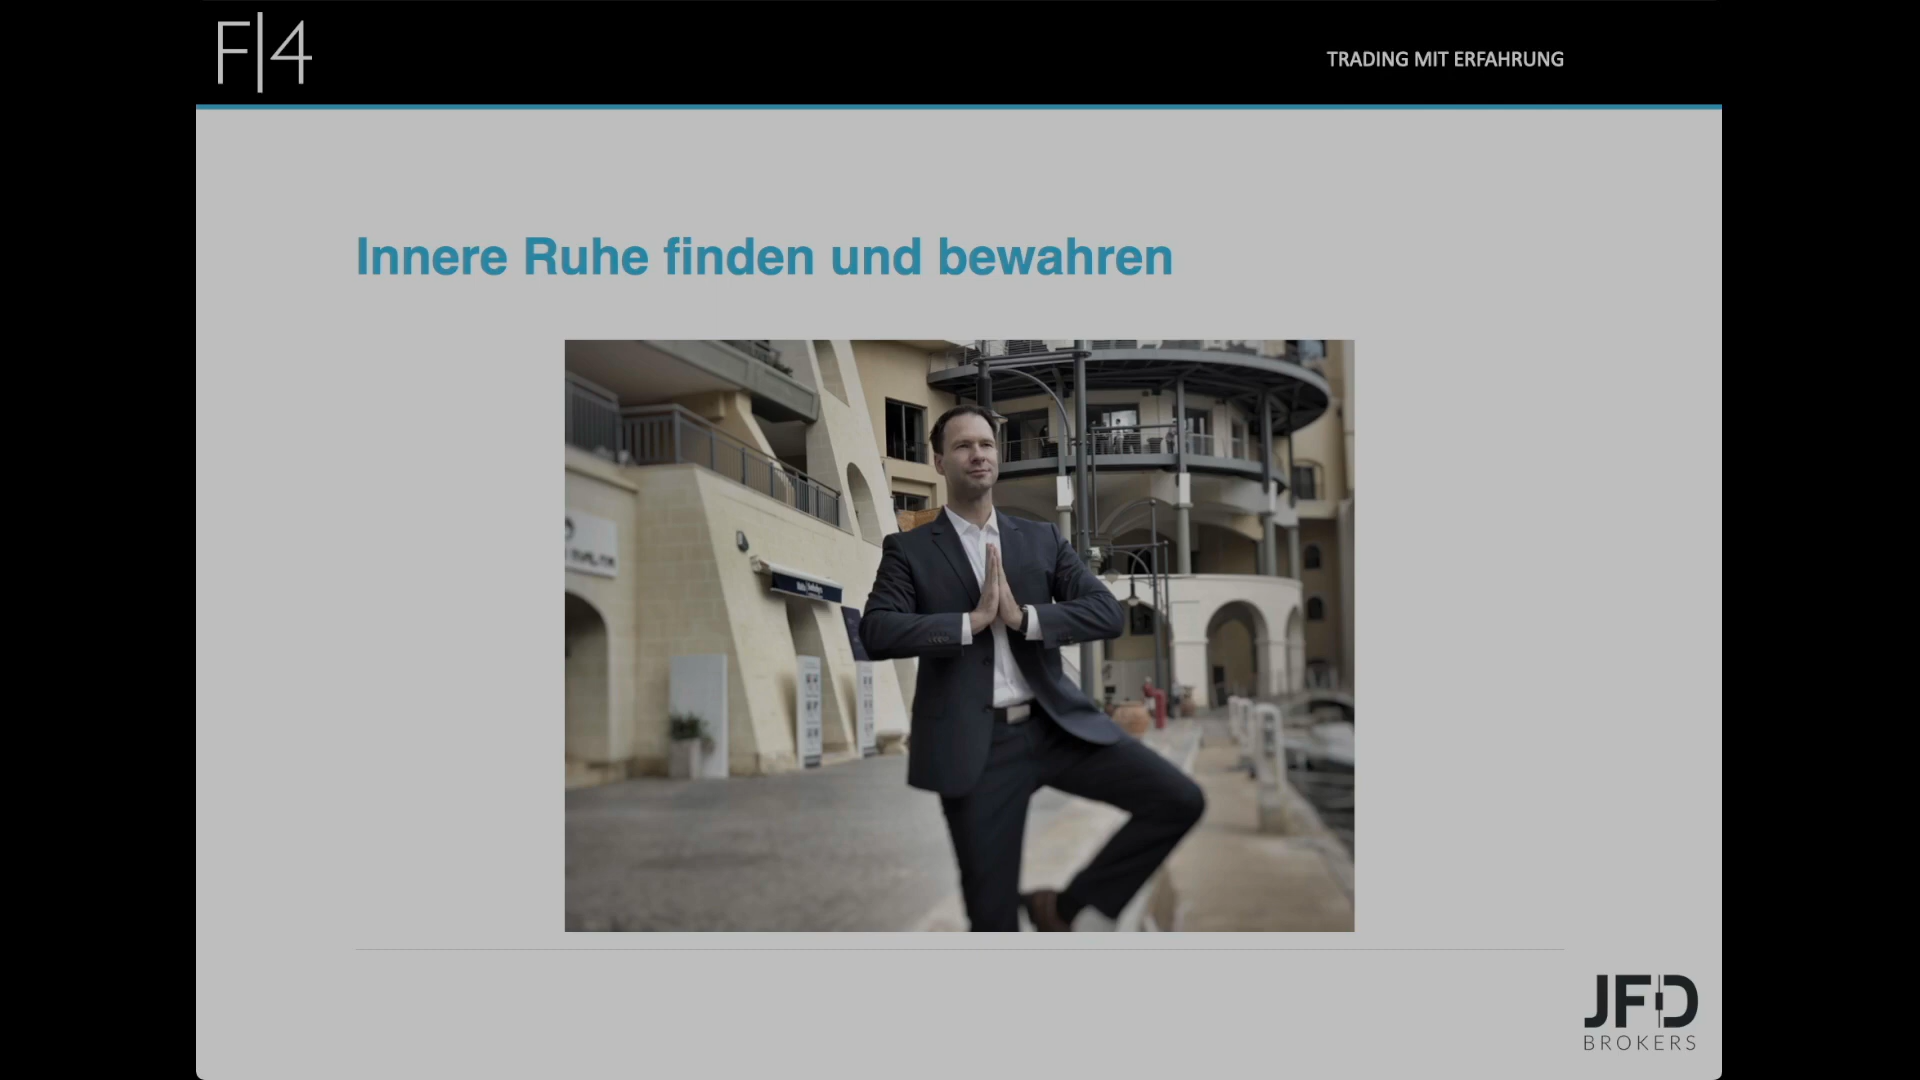 F|4
TRADING MIT ERFAHRUNG
Innere Ruhe finden und bewahren
JFD
BROKERS